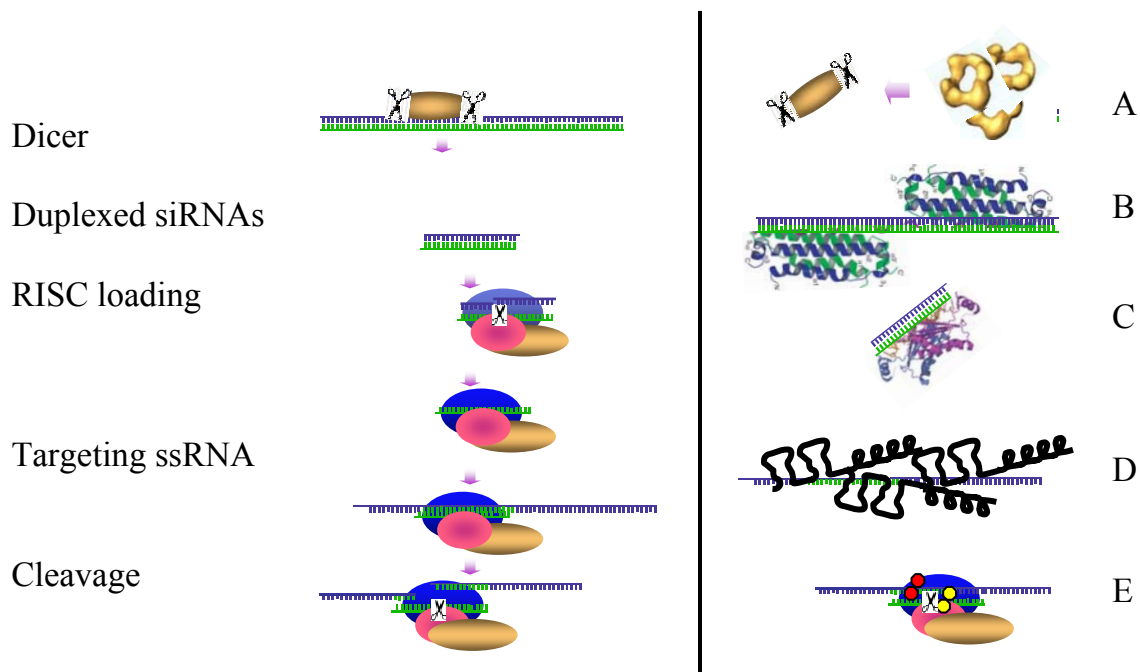 Dicer
Duplexed siRNAs
RISC loading
Targeting ssRNA
Cleavage
A
B
C
D
E